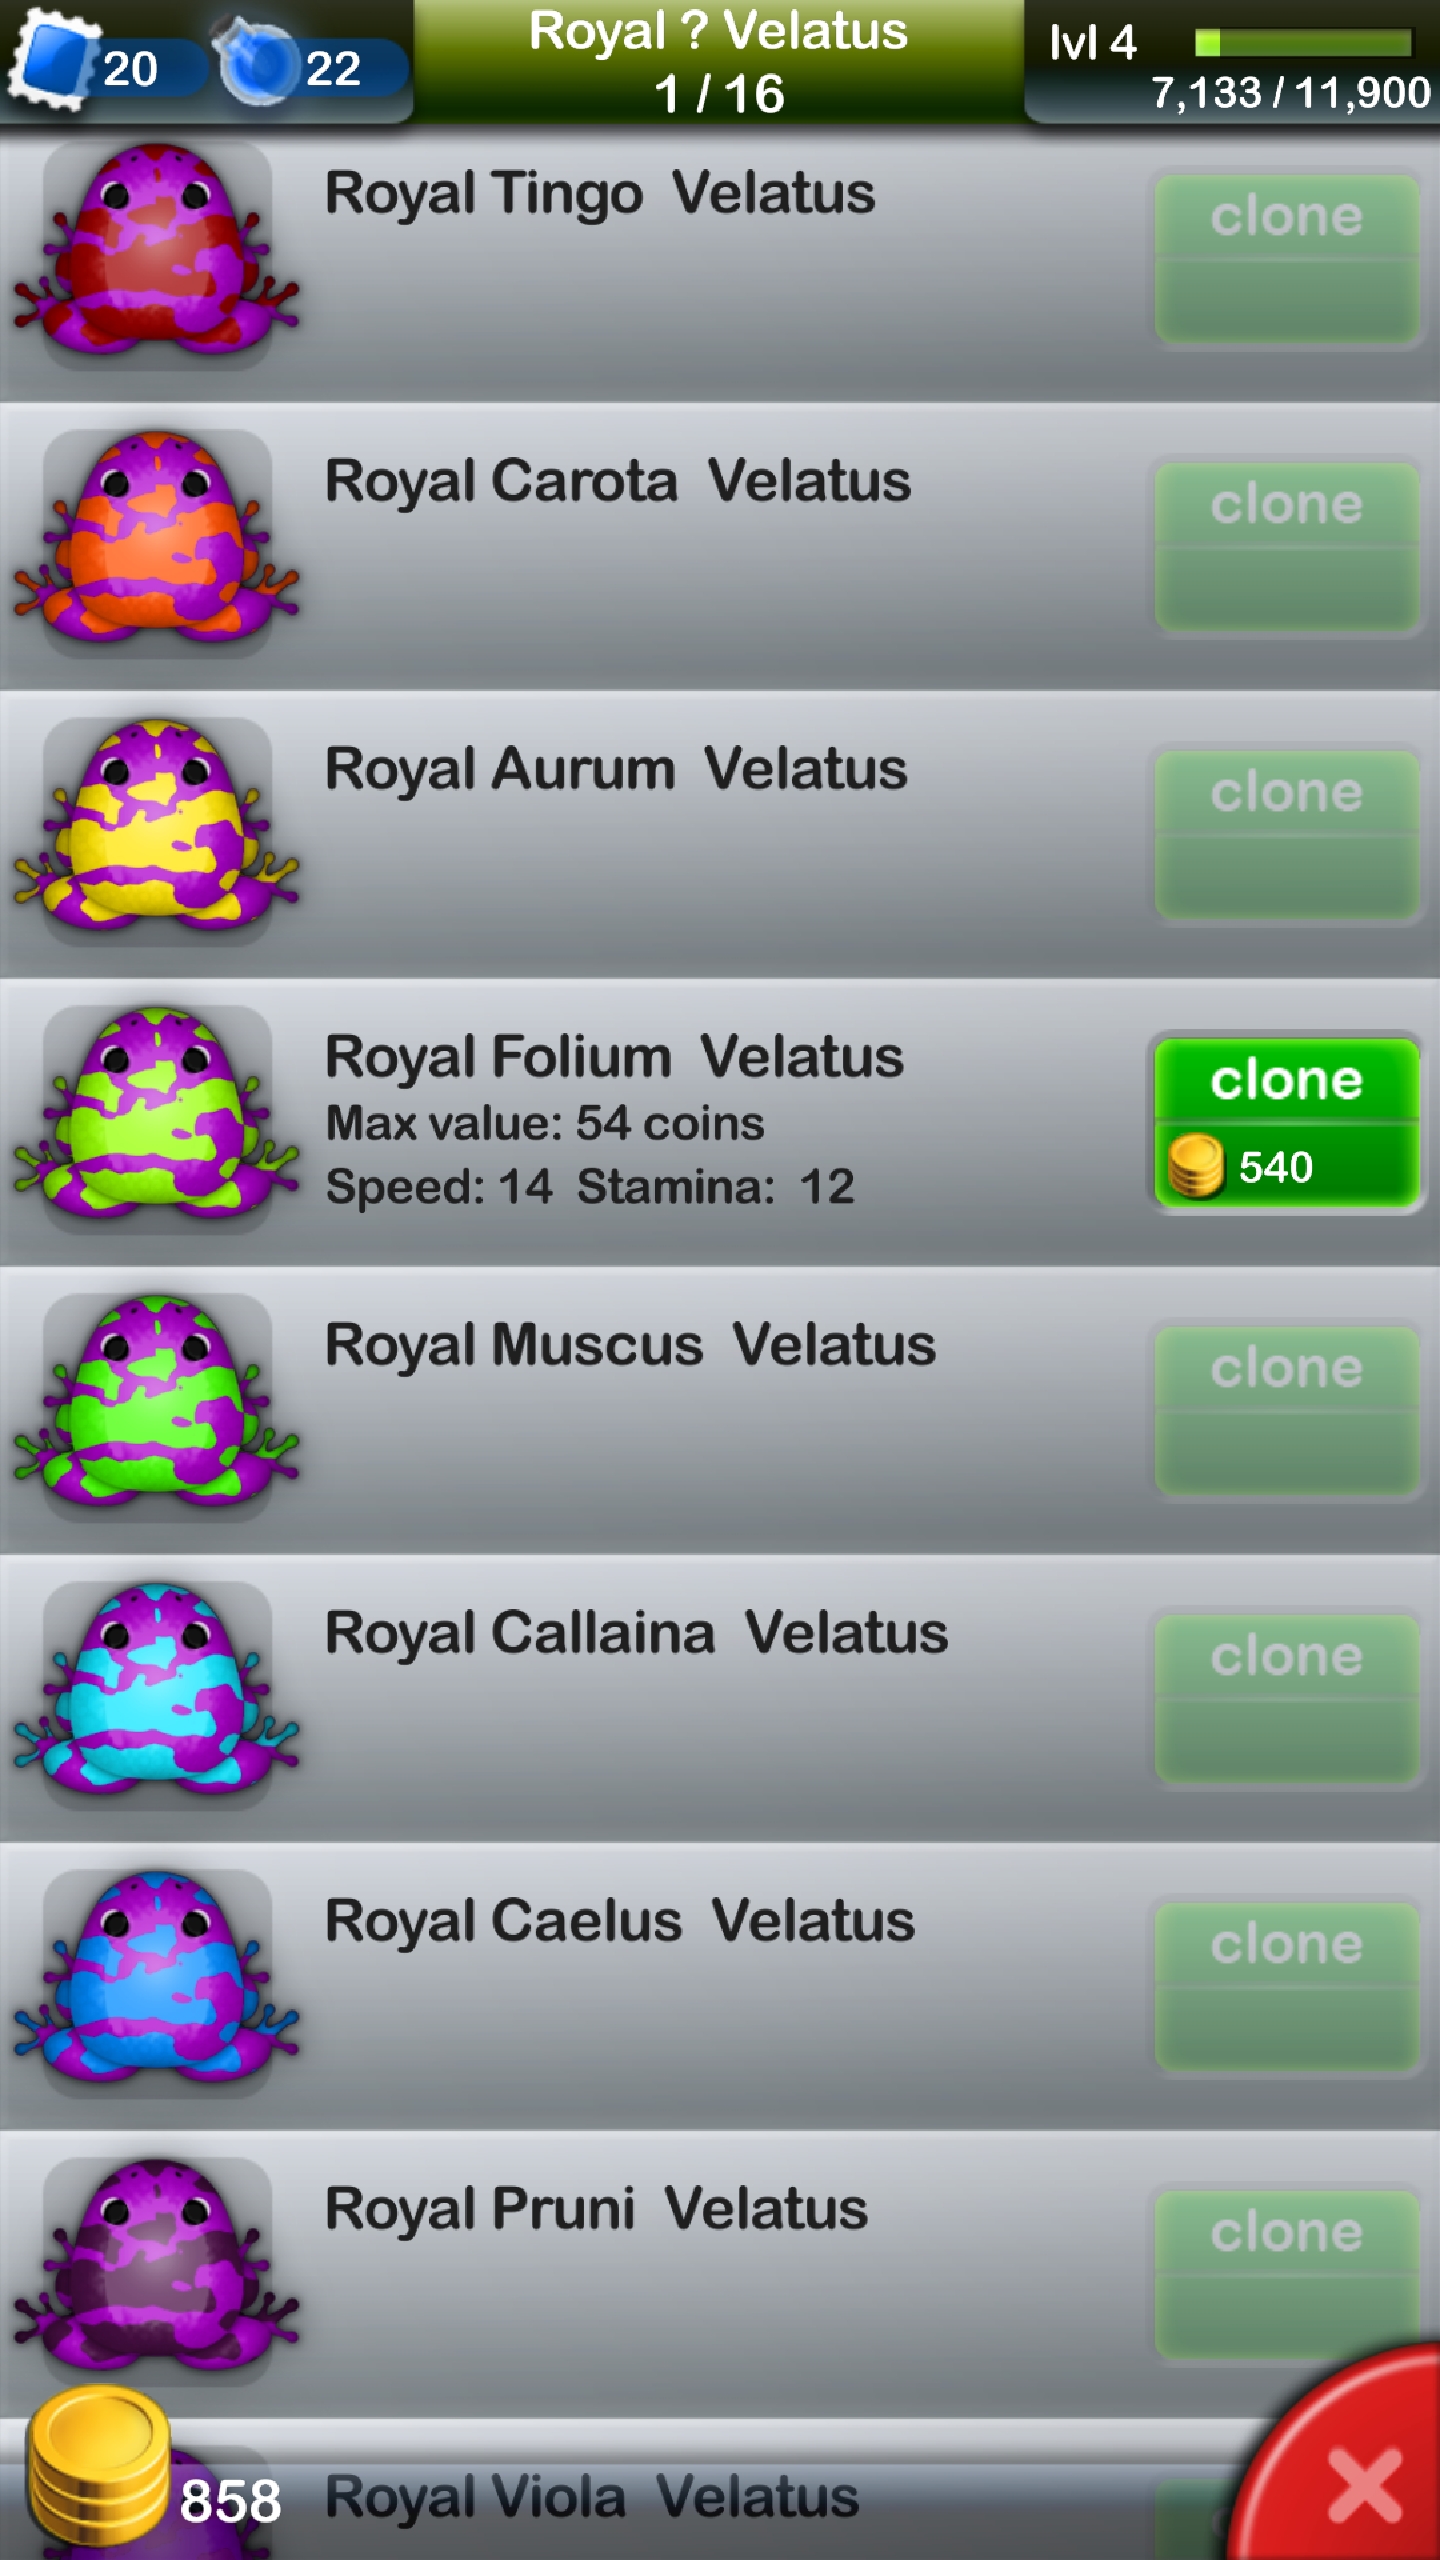 20
22
Royal ? Velatus
1 / 16
lvl 4
7,133 / 11,900
Royal Tingo Velatus
clone
Royal Carota Velatus
clone
Royal Aurum Velatus
clone
Royal Folium Velatus
Max value: 54 coins
Speed: 14 Stamina: 12
clone
540
Royal Muscus Velatus
clone
Royal Callaina Velatus
clone
Royal Caelus Velatus
clone
Royal Pruni Velatus
clone
858
Royal Viola Velatus